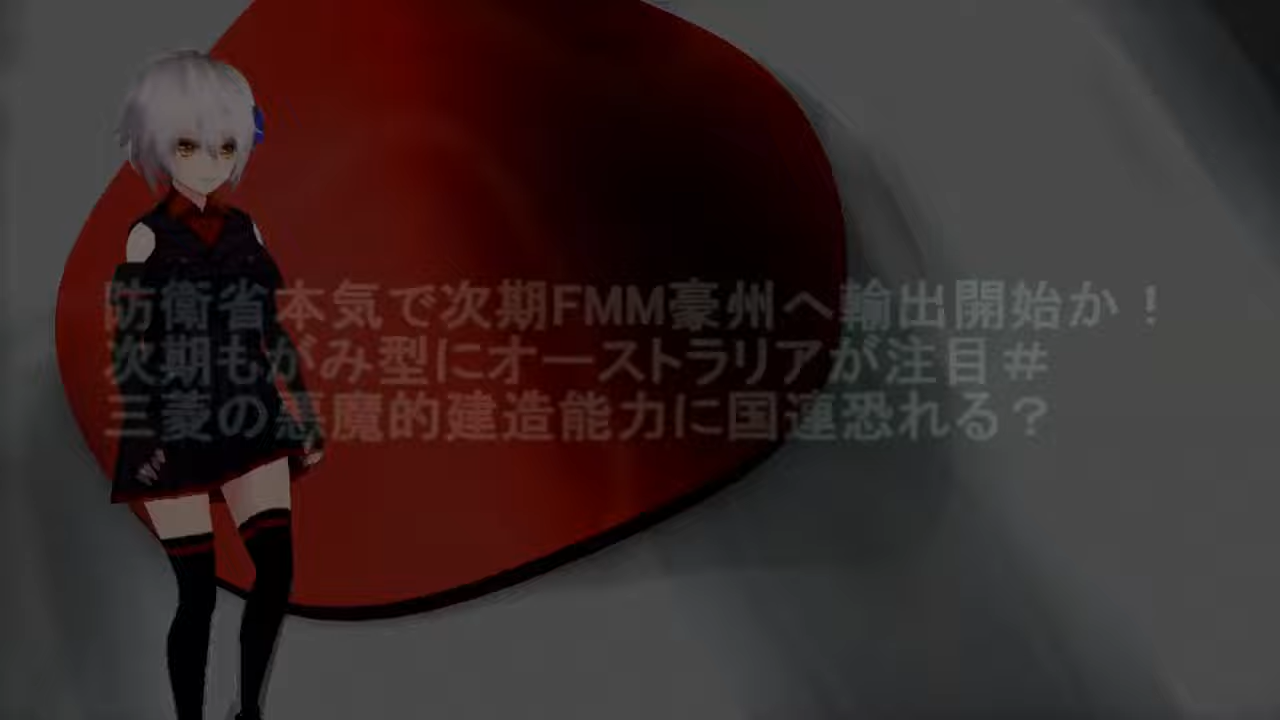 防衛省本気で次期FMM豪州へ輸出開始か！
次期もがみ型にオーストラリアが注目＃
三菱の悪魔的建造能力に国連恐れる？